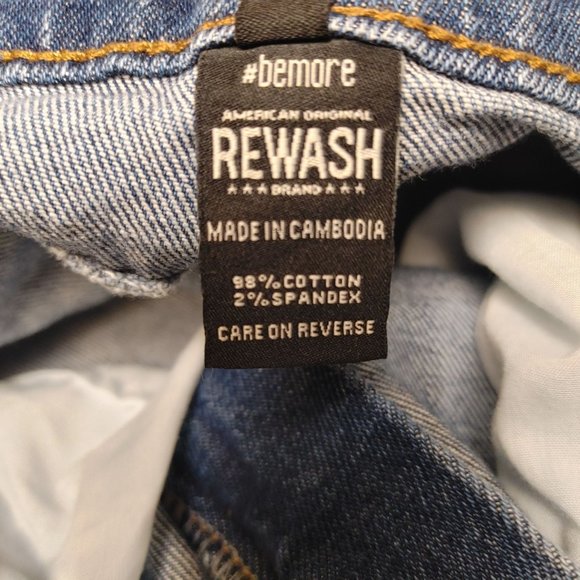 #bemore
AMERICAN ORIGINAL
REWASH
★★★ BRAND ★★★
MADE IN CAMBODIA
98% COTTON
2% SPANDEX
CARE ON REVERSE